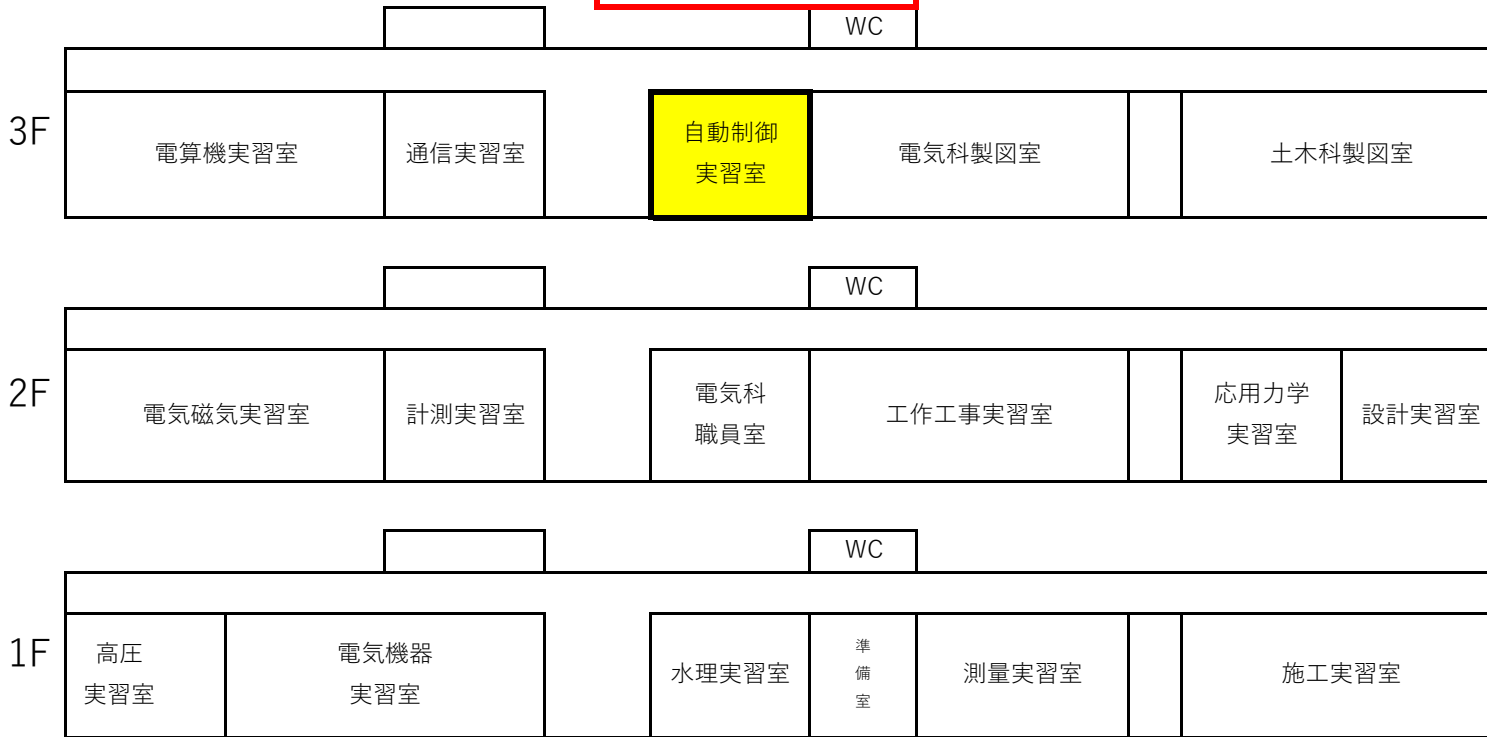 WC
3F
電算機実習室
通信実習室
自動制御
実習室
電気科製図室
土木科製図室
WC
2F
電気磁気実習室
計測実習室
電気科
職員室
工作工事実習室
応用力学
実習室
設計実習室
WC
1F
高圧
実習室
電気機器
実習室
水理実習室
準
備
室
測量実習室
施工実習室